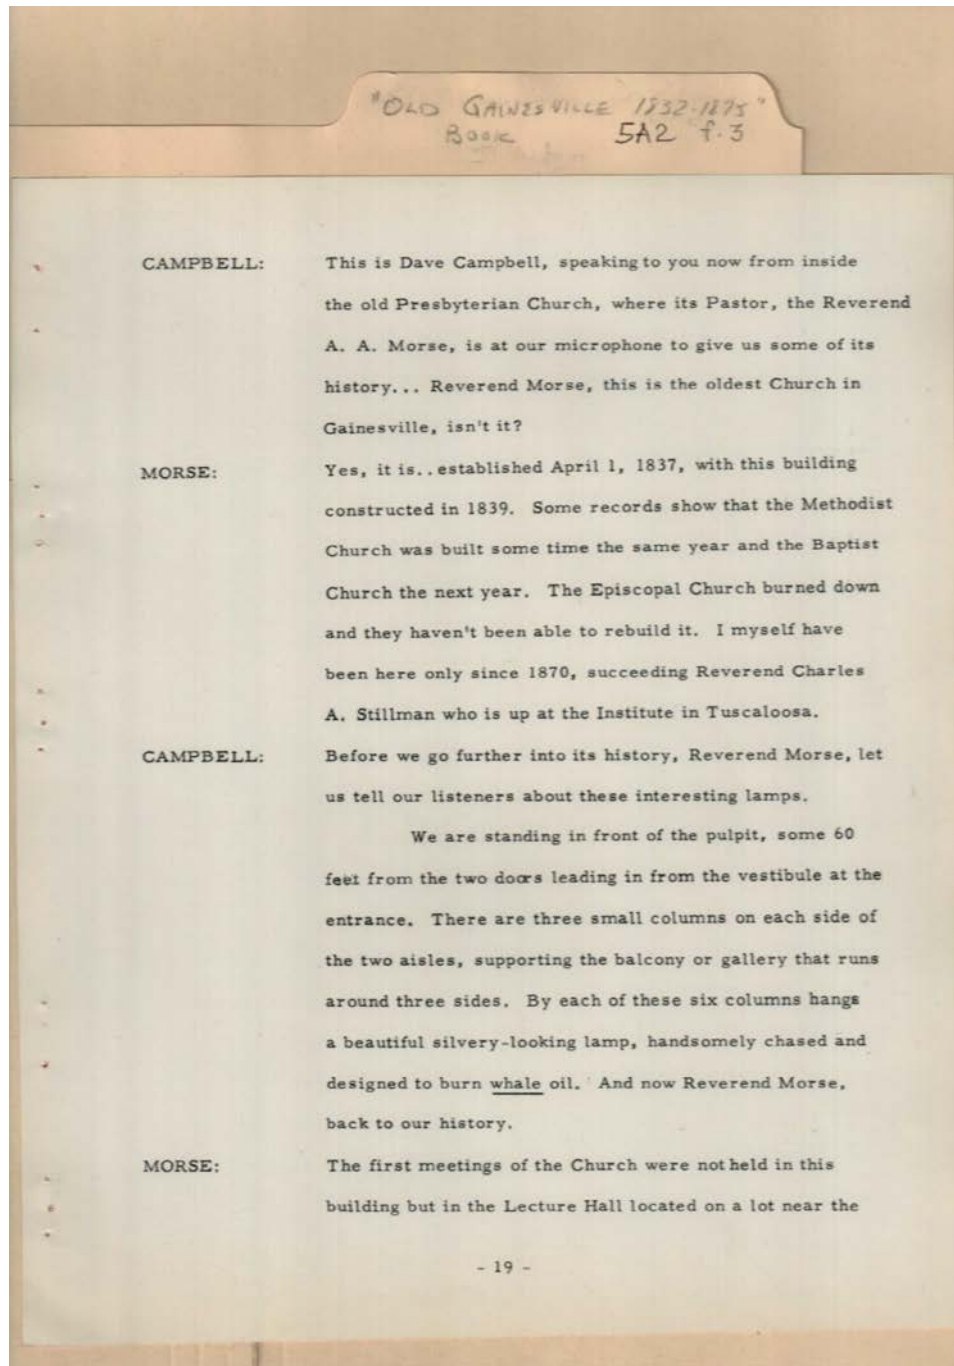 "OLD GAINESVILLE 1832-1875"
BOOK 5A2 f.3
CAMPBELL: This is Dave Campbell, speaking to you now from inside
the old Presbyterian Church, where its Pastor, the Reverend
A. A. Morse, is at our microphone to give us some of its
history... Reverend Morse, this is the oldest Church in
Gainesville, isn't it?
MORSE: Yes, it is..established April 1, 1837, with this building
constructed in 1839. Some records show that the Methodist
Church was built some time the same year and the Baptist
Church the next year. The Episcopal Church burned down
and they haven't been able to rebuild it. I myself have
been here only since 1870, succeeding Reverend Charles
A. Stillman who is up at the Institute in Tuscaloosa.
CAMPBELL: Before we go further into its history, Reverend Morse, let
us tell our listeners about these interesting lamps.
We are standing in front of the pulpit, some 60
feet from the two doors leading in from the vestibule at the
entrance. There are three small columns on each side of
the two aisles, supporting the balcony or gallery that runs
around three sides. By each of these six columns hangs
a beautiful silvery-looking lamp, handsomely chased and
designed to burn whale oil. And now Reverend Morse,
back to our history.
MORSE: The first meetings of the Church were not held in this
building but in the Lecture Hall located on a lot near the
- 19 -